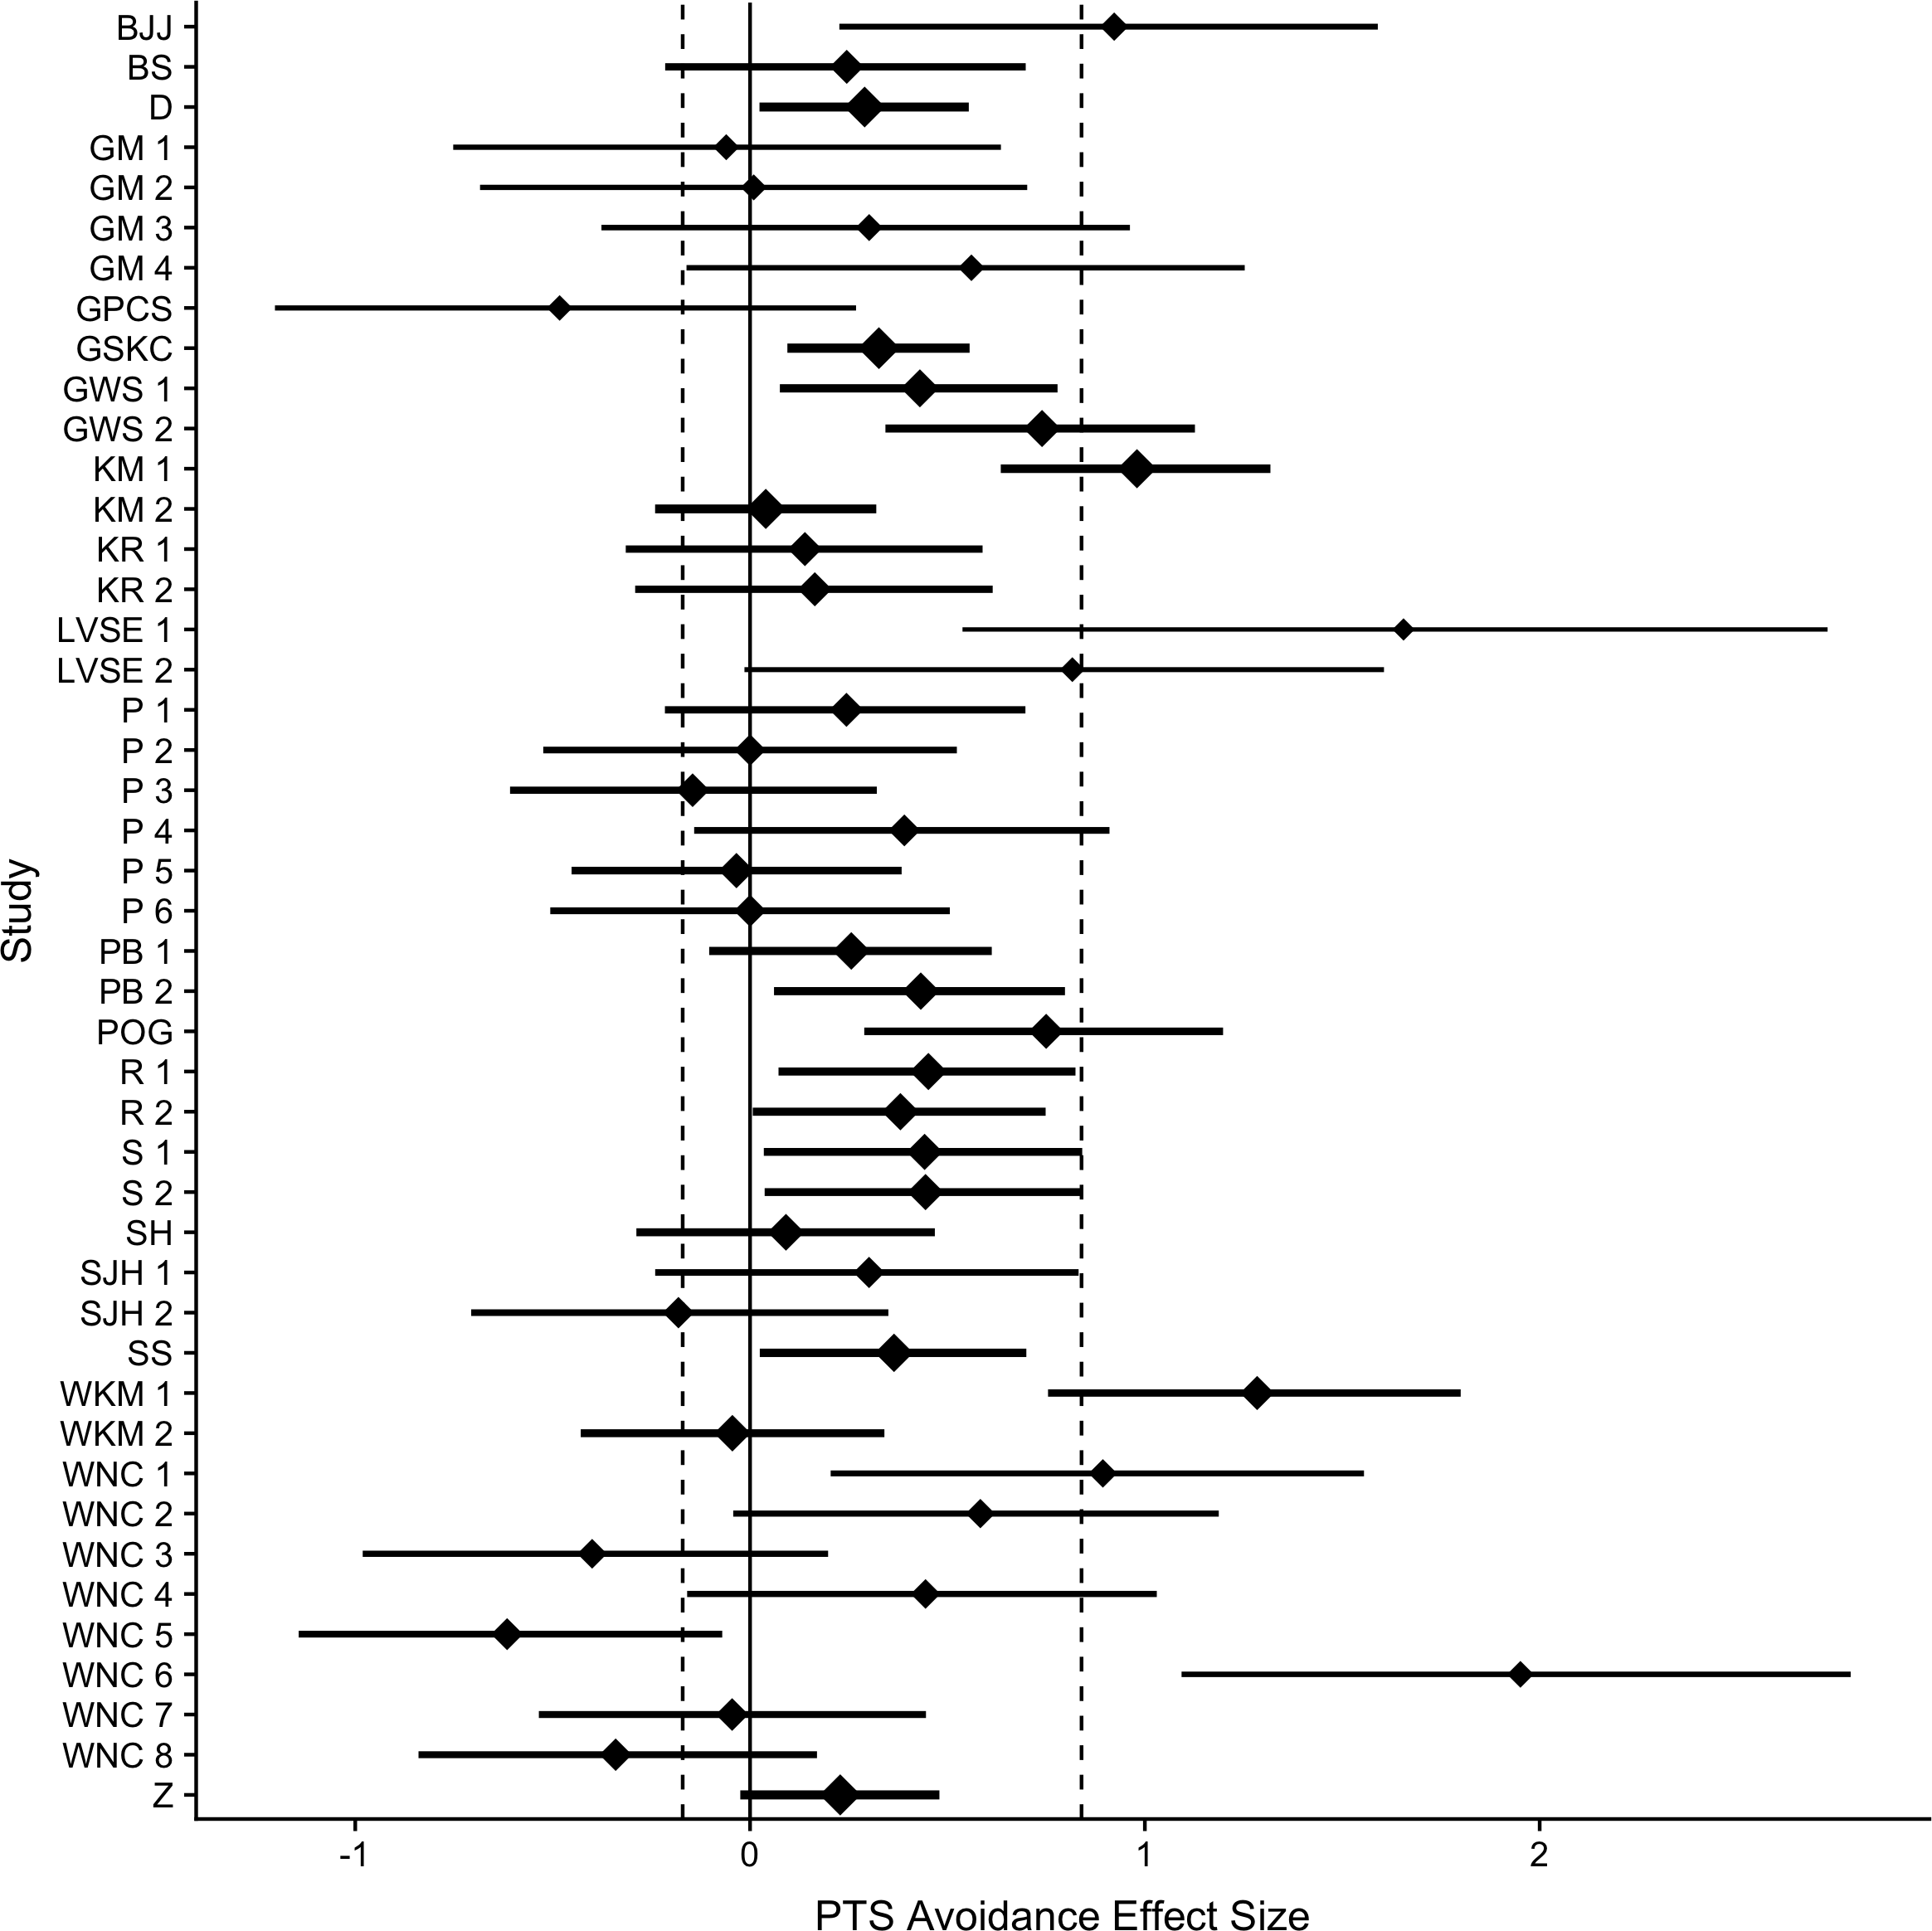 BJJ
BS
D
GM 1
GM 2
GM 3
GM 4
GPCS
GSKC
GWS 1
GWS 2
KM 1
KM 2
KR 1
KR 2
LVSE 1
LVSE 2
P 1
P 2
P 3
P 4
P 5
P 6
PB 1
PB 2
POG
R 1
R 2
S 1
S 2
SH
SJH 1
SJH 2
SS
WKM 1
WKM 2
WNC 1
WNC 2
WNC 3
WNC 4
WNC 5
WNC 6
WNC 7
WNC 8
Z
Study
-1 0 1 2
PTS Avoidance Effect Size